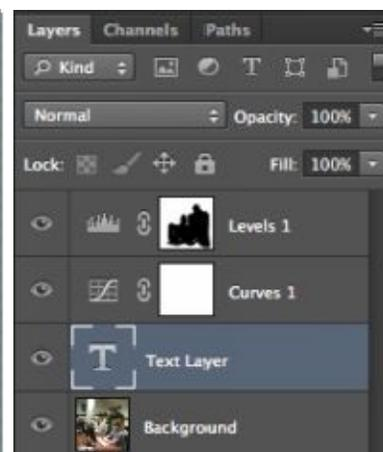 Layers Channels Paths
Kind
Normal Opacity: 100%
Lock: Fill: 100%
Levels 1
Curves 1
T Text Layer
Background